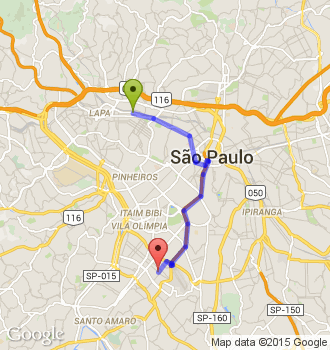 116
116
LAPA
São Paulo
PINHEIROS
050
ITAIM BIBI
VILA OLÍMPIA
IPIRANGA
116
SP-015
SANTO AMARO
SP-160
SP-150
Google
Map data ©2015 Google